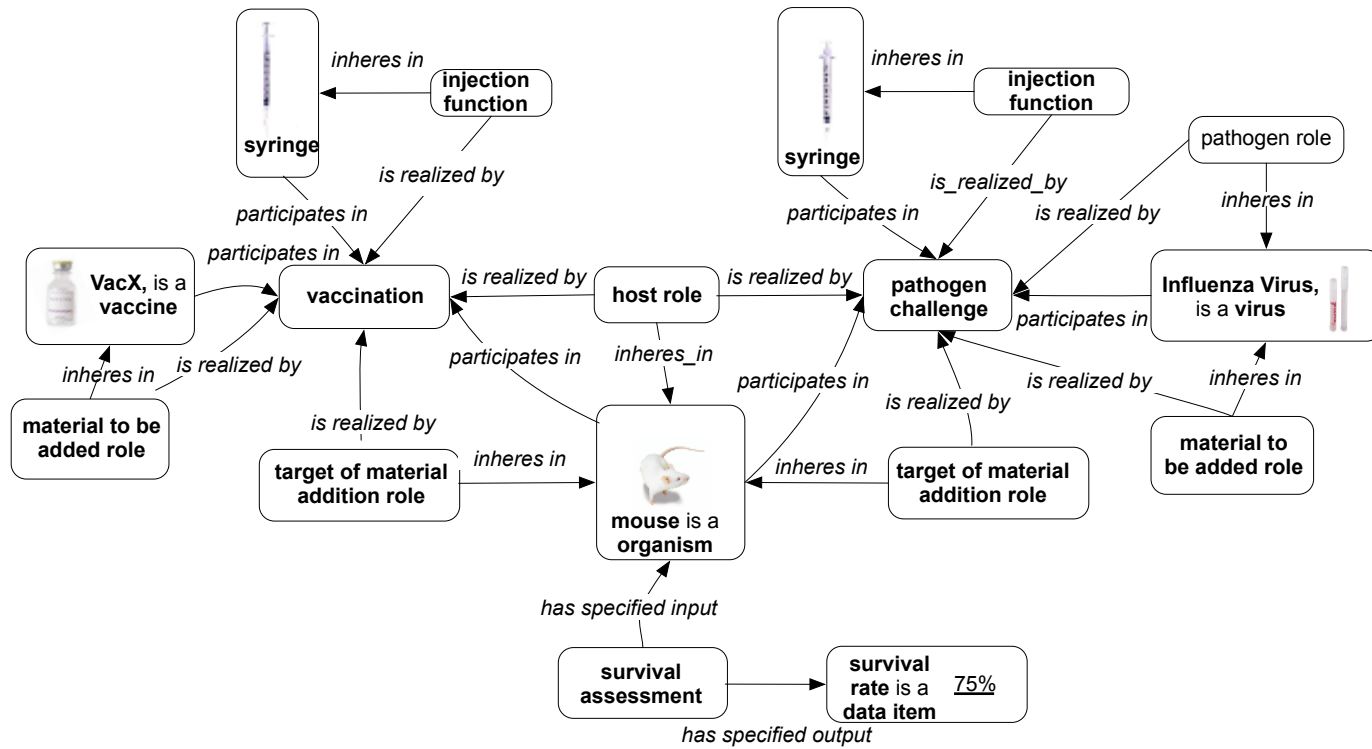 inheres in
injection
function
syringe
is realized by
participates in
inheres in
injection
function
syringe
is_realized_by
participates in
pathogen role
is realized by
inheres in
participates in
VacX, is a
vaccine
vaccination
is realized by
host role
is realized by
pathogen
challenge
Influenza Virus,
is a virus
participates in
inheres in
is realized by
participates in
inheres_in
participates in
is realized by
inheres in
material to be
added role
is realized by
is realized by
material to
be added role
target of material
addition role
inheres in
mouse is a
organism
inheres in
target of material
addition role
has specified input
survival
assessment
survival
rate is a
data item
75%
has specified output